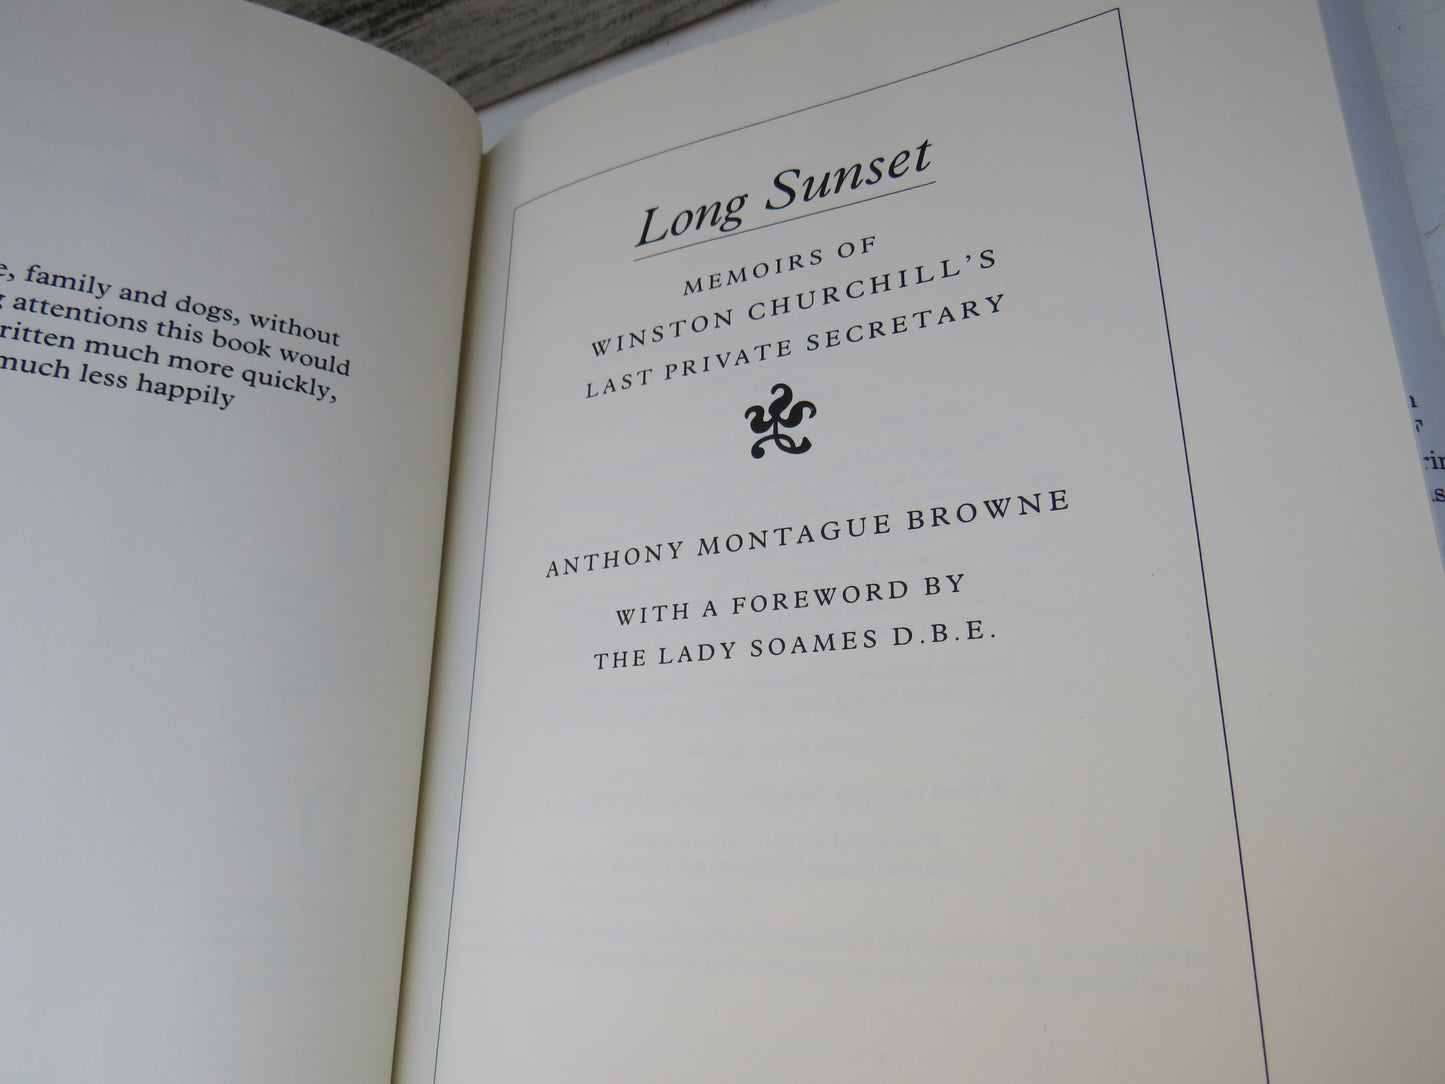 family and dogs, without
attentions this book would
much more quickly,
much less happily
Long Sunset
MEMOIRS OF
WINSTON CHURCHILL'S
LAST PRIVATE SECRETARY
ANTHONY MONTAGUE BROWNE
WITH A FOREWORD BY
THE LADY SOAMES D.B.E.